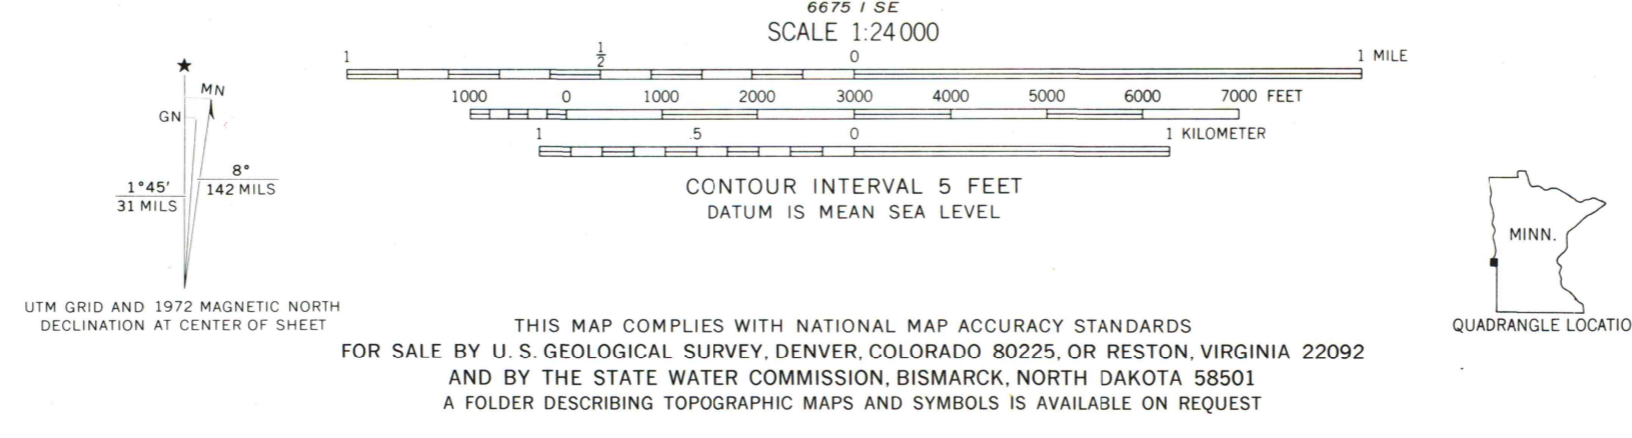 6675 I SE
SCALE 1:24 000
1 1/2 0 1 MILE
1000 0 1000 2000 3000 4000 5000 6000 7000 FEET
1 .5 0 1 KILOMETER
CONTOUR INTERVAL 5 FEET
DATUM IS MEAN SEA LEVEL
★
MN
GN
8°
142 MILS
1°45′
31 MILS
UTM GRID AND 1972 MAGNETIC NORTH
DECLINATION AT CENTER OF SHEET
MINN.
QUADRANGLE LOCATIO
THIS MAP COMPLIES WITH NATIONAL MAP ACCURACY STANDARDS
FOR SALE BY U. S. GEOLOGICAL SURVEY, DENVER, COLORADO 80225, OR RESTON, VIRGINIA 22092
AND BY THE STATE WATER COMMISSION, BISMARCK, NORTH DAKOTA 58501
A FOLDER DESCRIBING TOPOGRAPHIC MAPS AND SYMBOLS IS AVAILABLE ON REQUEST